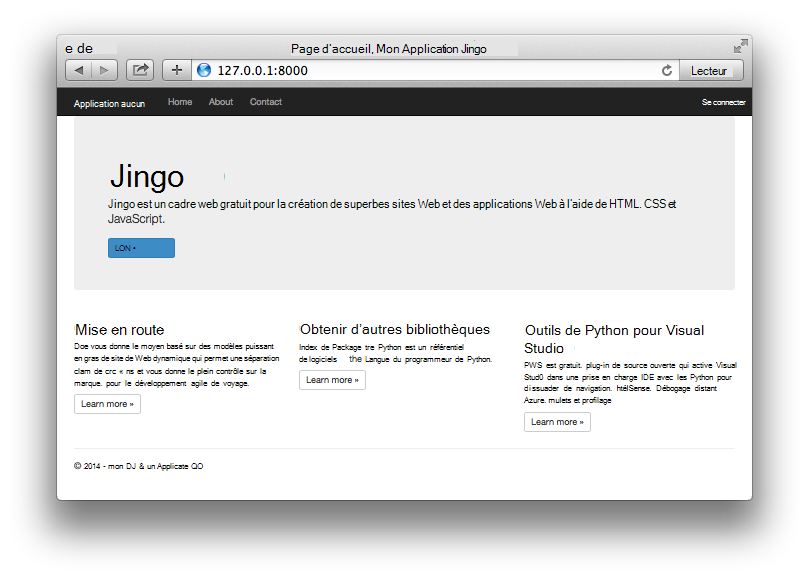 e de
Page d'accueil, Mon Application Jingo
127.0.0.1:8000
Lecteur
Application aucun Home About Contact Se connecter
Jingo
Jingo est un cadre web gratuit pour la création de superbes sites Web et des applications Web à l'aide de HTML. CSS et
JavaScript.
LON •
Mise en route
Doe vous donne le moyen basé sur des modèles puissant
en gras de site de Web dynamique qui permet une séparation
clam de crc « ns et vous donne le plein contrôle sur la
marque. pour le développement agile de voyage.
Learn more »
Obtenir d'autres bibliothèques
Index de Package tre Python est un référentiel
de logiciels the Langue du programmeur de Python.
Learn more »
Outils de Python pour Visual
Studio
PWS est gratuit. plug-in de source ouverte qui active Visual
Stud0 dans une prise en charge IDE avec les Python pour
dissuader de navigation. htélSense. Débogage distant
Azure. mulets et profilage
Learn more »
© 2014 - mon DJ & un Applicate QO